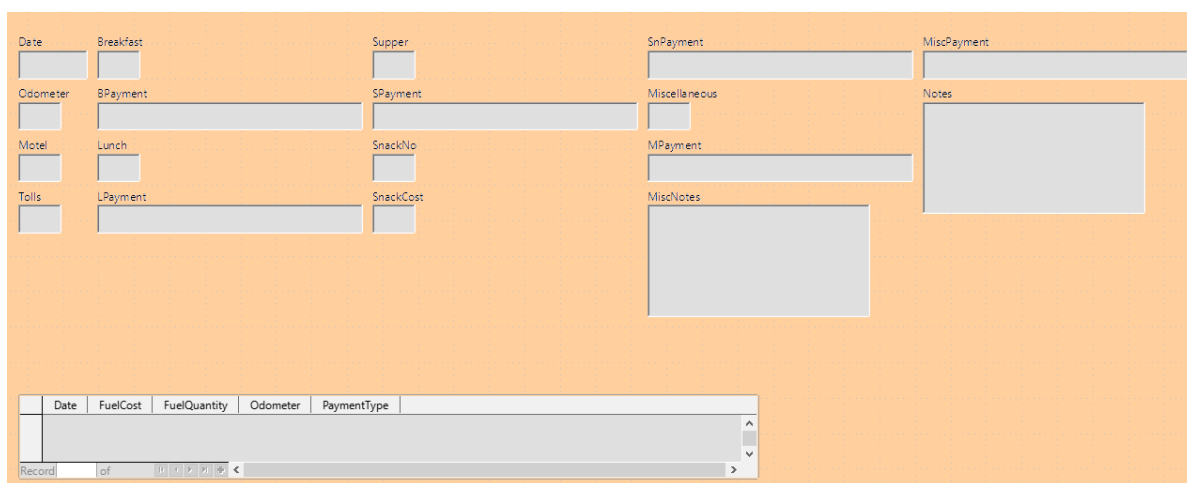 Date Breakfast Supper SnPayment MiscPayment
Odometer BPayment SPayment Miscellaneous Notes
Motel Lunch SnackNo MPayment
Tolls LPayment SnackCost MiscNotes
Date FuelCost FuelQuantity Odometer PaymentType
Record of